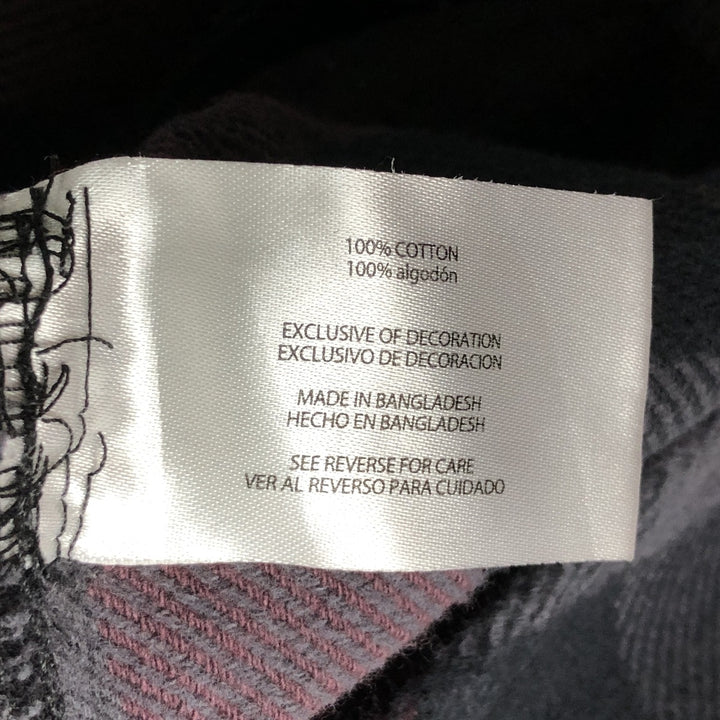 100% COTTON
100% algodón
EXCLUSIVE OF DECORATION
EXCLUSIVO DE DECORACION
MADE IN BANGLADESH
HECHO EN BANGLADESH
SEE REVERSE FOR CARE
VER AL REVERSO PARA CUIDADO